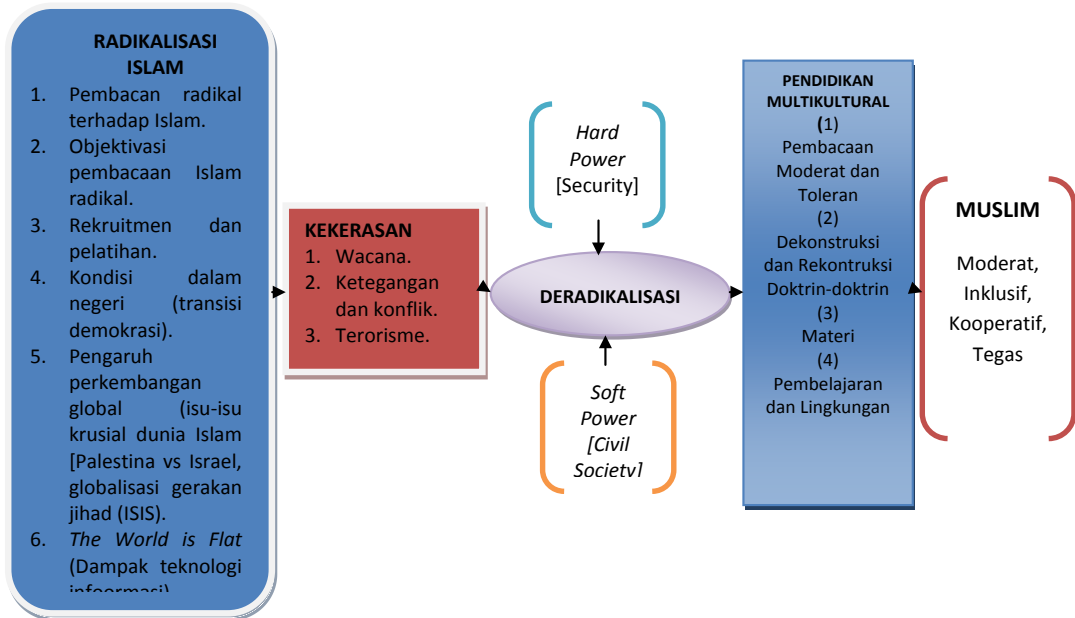 RADIKALISASI
ISLAM
1. Pembacan radikal
terhadap Islam.
2. Objektivasi
pembacaan Islam
radikal.
3. Rekruitmen dan
pelatihan.
4. Kondisi dalam
negeri (transisi
demokrasi).
5. Pengaruh
perkembangan
global (isu-isu
krusial dunia Islam
[Palestina vs Israel,
globalisasi gerakan
jihad (ISIS).
6. The World is Flat
(Dampak teknologi
infoormasi)
KEKERASAN
1. Wacana.
2. Ketegangan
dan konflik.
3. Terorisme.
Hard
Power
[Security]
DERADIKALISASI
Soft
Power
[Civil
Society]
PENDIDIKAN
MULTIKULTURAL
(1)
Pembacaan
Moderat dan
Toleran
(2)
Dekonstruksi
dan Rekontruksi
Doktrin-doktrin
(3)
Materi
(4)
Pembelajaran
dan Lingkungan
MUSLIM
Moderat,
Inklusif,
Kooperatif,
Tegas